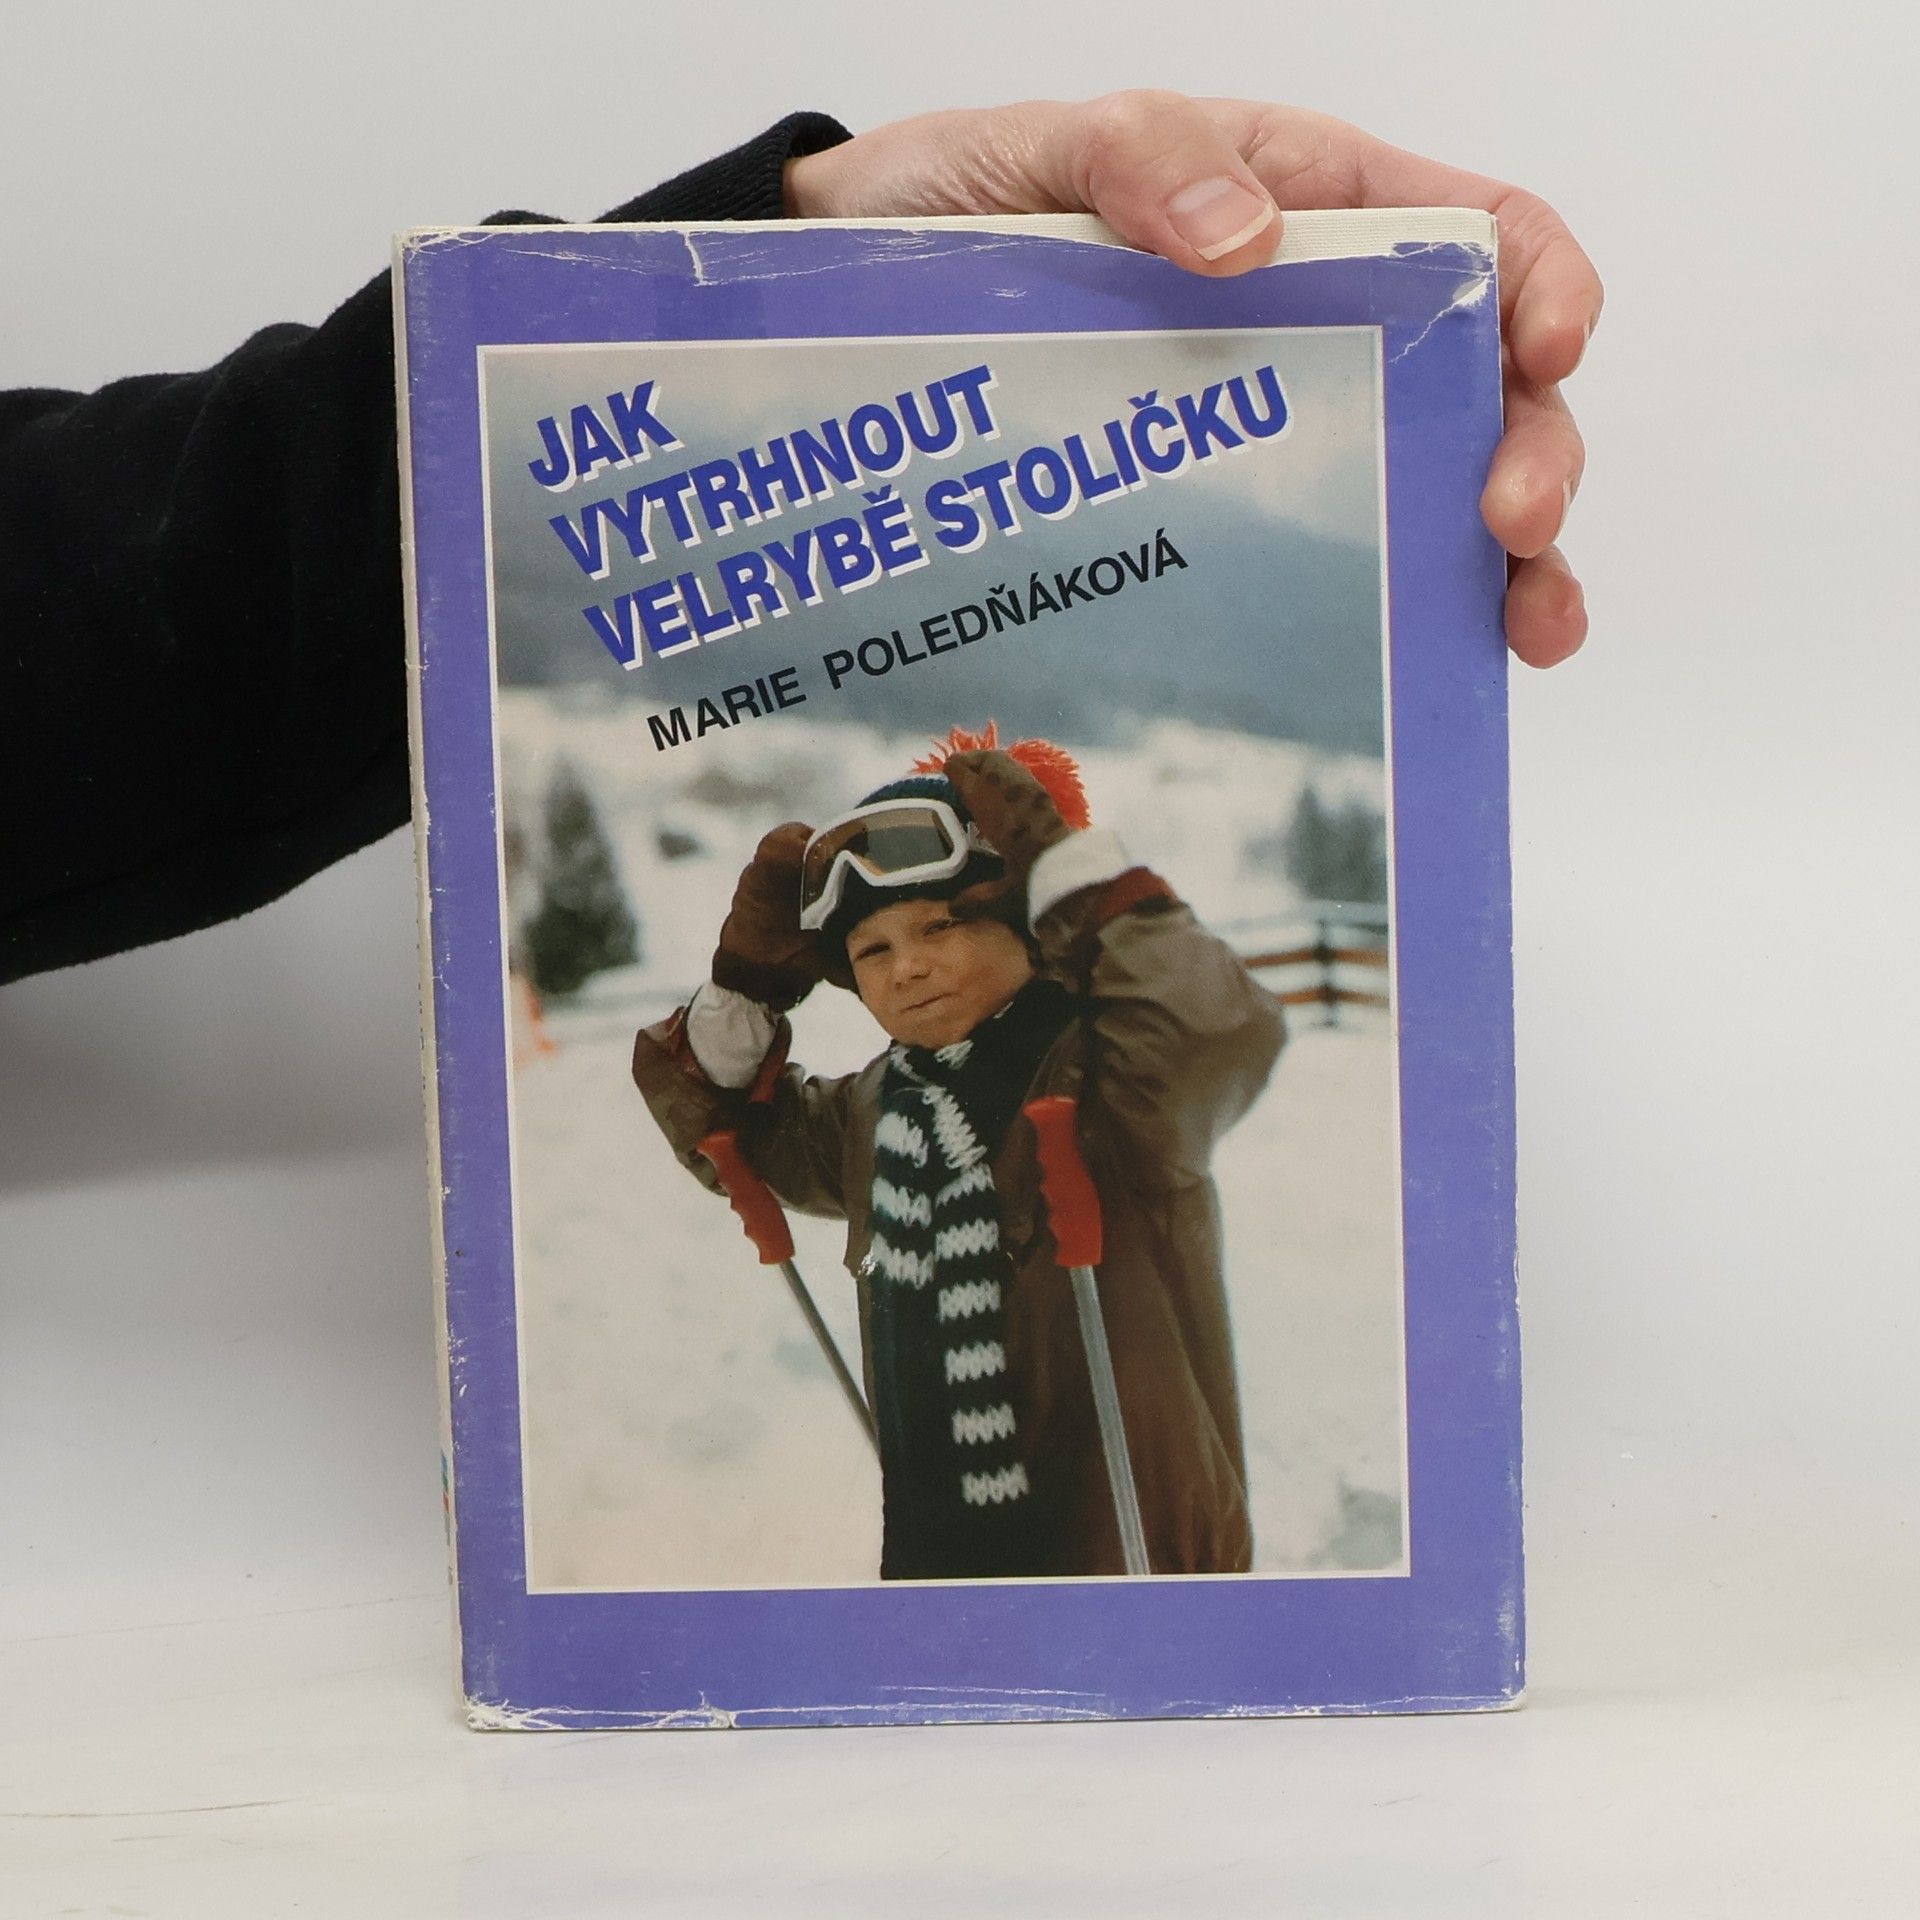 JAK
VYTRHNOUT
VELRYBĚ STOLIČKU
MARIE POLEDŇÁKOVÁ